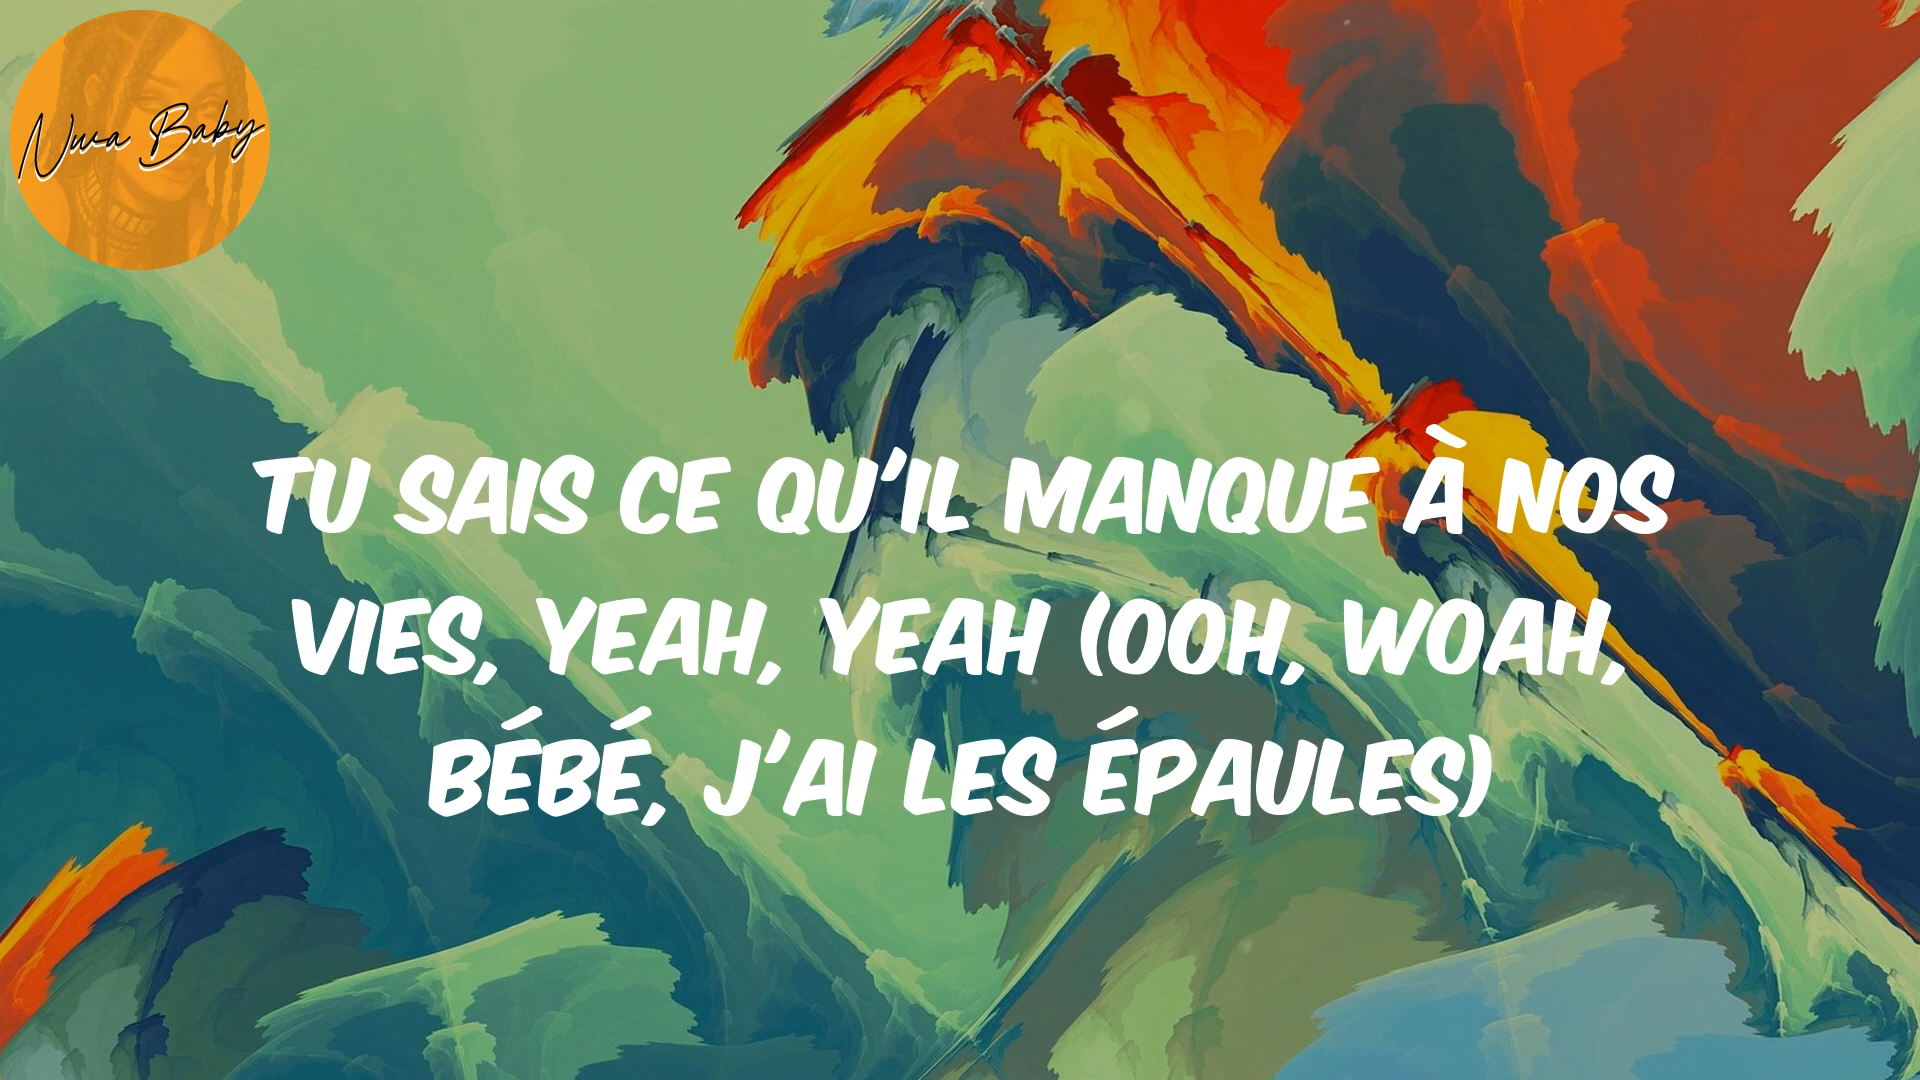 Nwa Baby
TU SAIS CE QU'IL MANQUE À NOS
VIES, YEAH, YEAH (OOH, WOAH,
BÉBÉ, J'AI LES ÉPAULES)